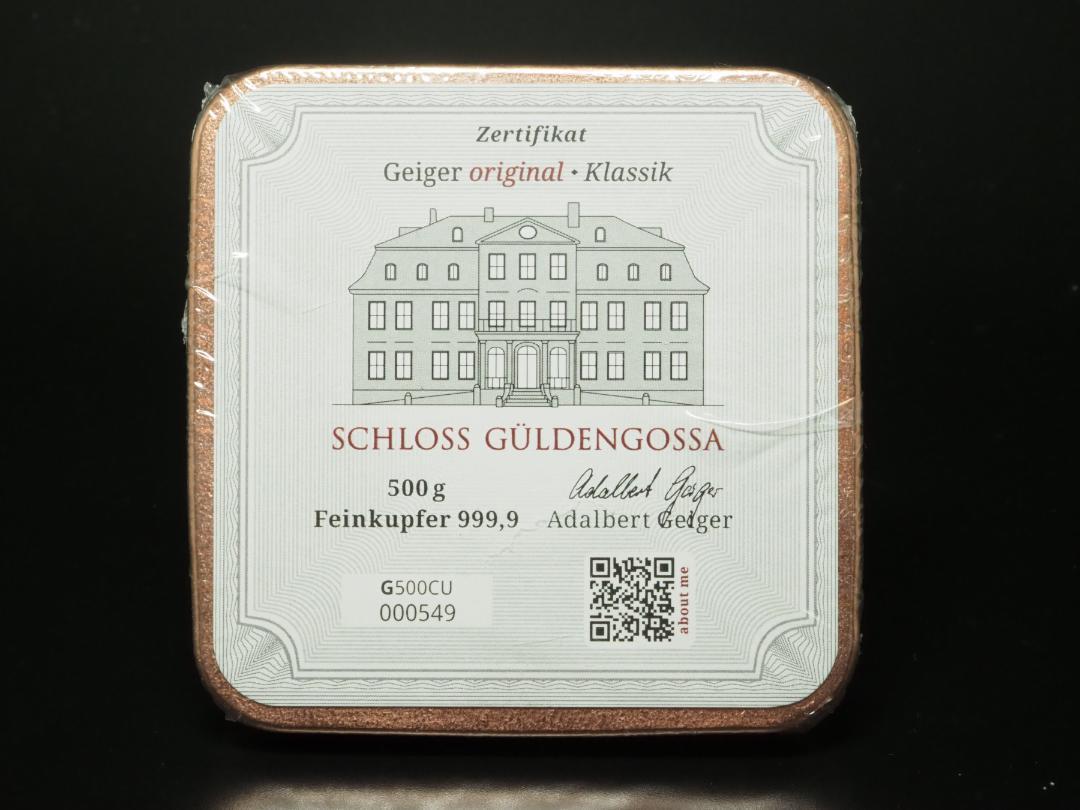 Zertifikat
Geiger original • Klassik
SCHLOSS GÜLDENGOSSA
500 g
Feinkupfer 999,9
Adalbert Geiger
Adalbert Geiger
G500CU
000549
about me